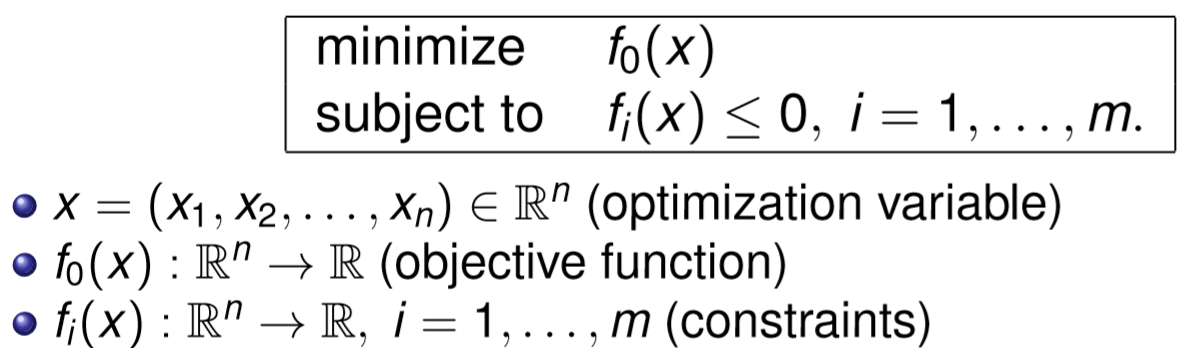 minimize f₀(x)
subject to fᵢ(x) ≤ 0, i = 1, . . . , m.
x = (x₁, x₂, . . . , xₙ) ∈ ℝⁿ (optimization variable)
f₀(x) : ℝⁿ → ℝ (objective function)
fᵢ(x) : ℝⁿ → ℝ, i = 1, . . . , m (constraints)